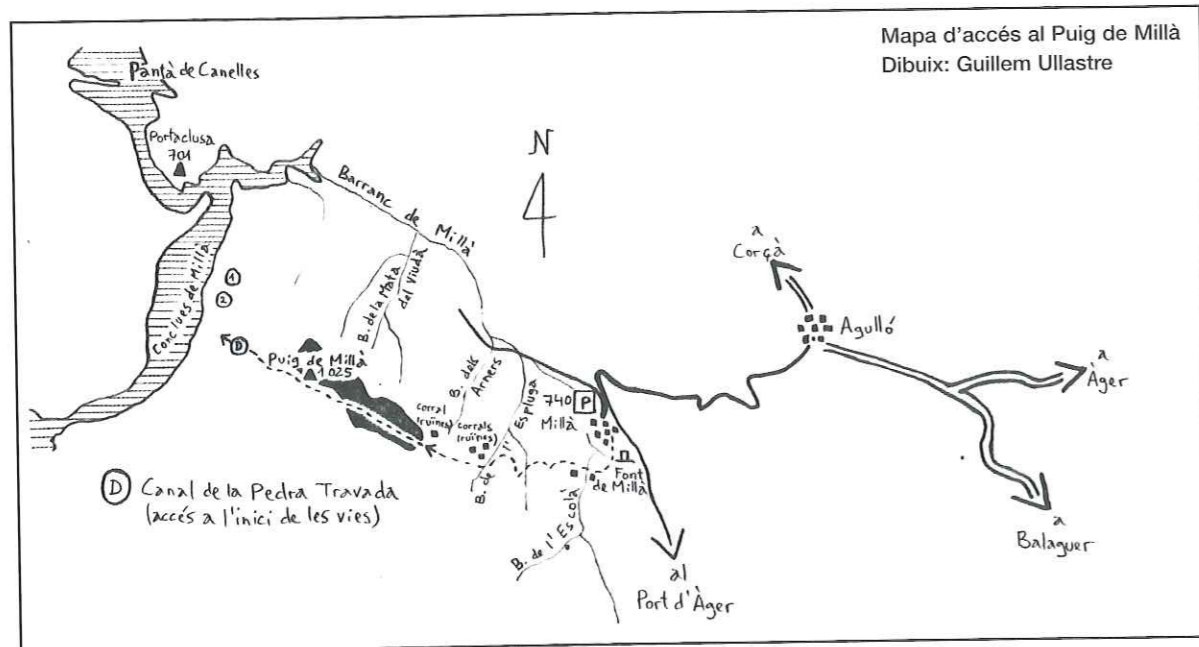 Mapa d'accés al Puig de Millà
Dibuix: Guillem Ullastre
Pantà de Canelles
Portaclusa
701
N
Barranc de Millà
a
Corçà
Agulló
a
Àger
a
Balaguer
Conclues de Millà
1
2
D
B. de la Mata
del Viudà
Puig de Millà
1025
B. dels
Arners
corral
(ruïnes)
corrals
(ruïnes)
B. de l'Espluga
740
P
Millà
Font
de Millà
B. de l'Escolà
al
Port d'Àger
D Canal de la Pedra Travada
(accés a l'inici de les vies)